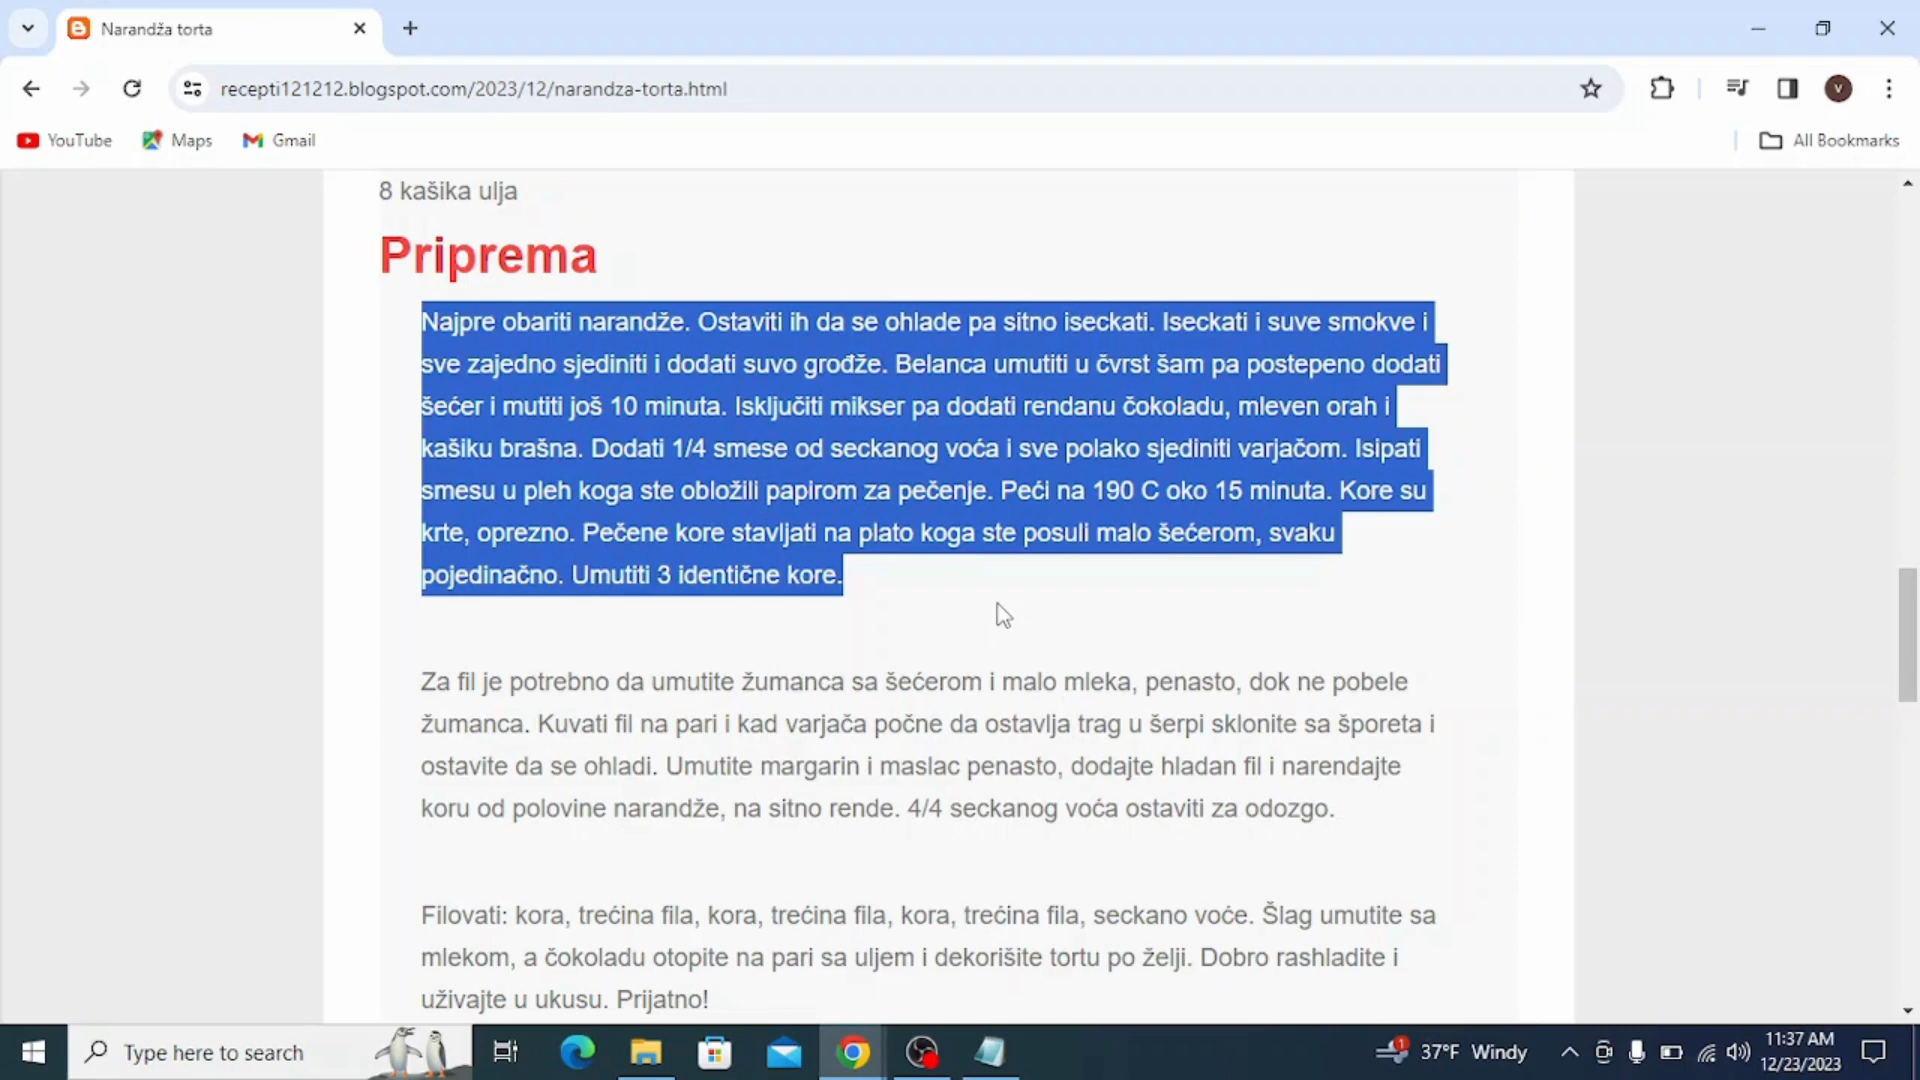 Narandža torta
recepti121212.blogspot.com/2023/12/narandza-torta.html
V
YouTube
Maps
Gmail
All Bookmarks
8 kašika ulja
Priprema
Najpre obariti narandže. Ostaviti ih da se ohlade pa sitno iseckati. Iseckati i suve smokve i
sve zajedno sjediniti i dodati suvo grođže. Belanca umutiti u čvrst šam pa postepeno dodati
šećer i mutiti još 10 minuta. Isključiti mikser pa dodati rendanu čokoladu, mleven orah i
kašiku brašna. Dodati 1/4 smese od seckanog voća i sve polako sjediniti varjačom. Isipati
smesu u pleh koga ste obložili papirom za pečenje. Peći na 190 C oko 15 minuta. Kore su
krte, oprezno. Pečene kore stavljati na plato koga ste posuli malo šećerom, svaku
pojedinačno. Umutiti 3 identične kore.
Za fil je potrebno da umutite žumanca sa šećerom i malo mleka, penasto, dok ne pobele
žumanca. Kuvati fil na pari i kad varjača počne da ostavlja trag u šerpi sklonite sa šporeta i
ostavite da se ohladi. Umutite margarin i maslac penasto, dodajte hladan fil i narendajte
koru od polovine narandže, na sitno rende. 4/4 seckanog voća ostaviti za odozgo.
Filovati: kora, trećina fila, kora, trećina fila, kora, trećina fila, seckano voće. Šlag umutite sa
mlekom, a čokoladu otopite na pari sa uljem i dekorišite tortu po želji. Dobro rashladite i
uživajte u ukusu. Prijatno!
Type here to search
1
37°F Windy
11:37 AM
12/23/2023